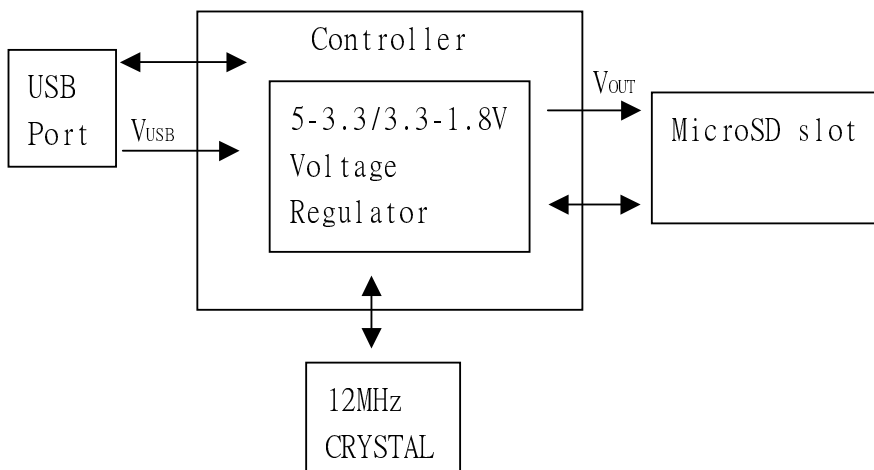 Controller
USB
Port
VUSB
5-3.3/3.3-1.8V
Voltage
Regulator
VOUT
MicroSD slot
12MHz
CRYSTAL